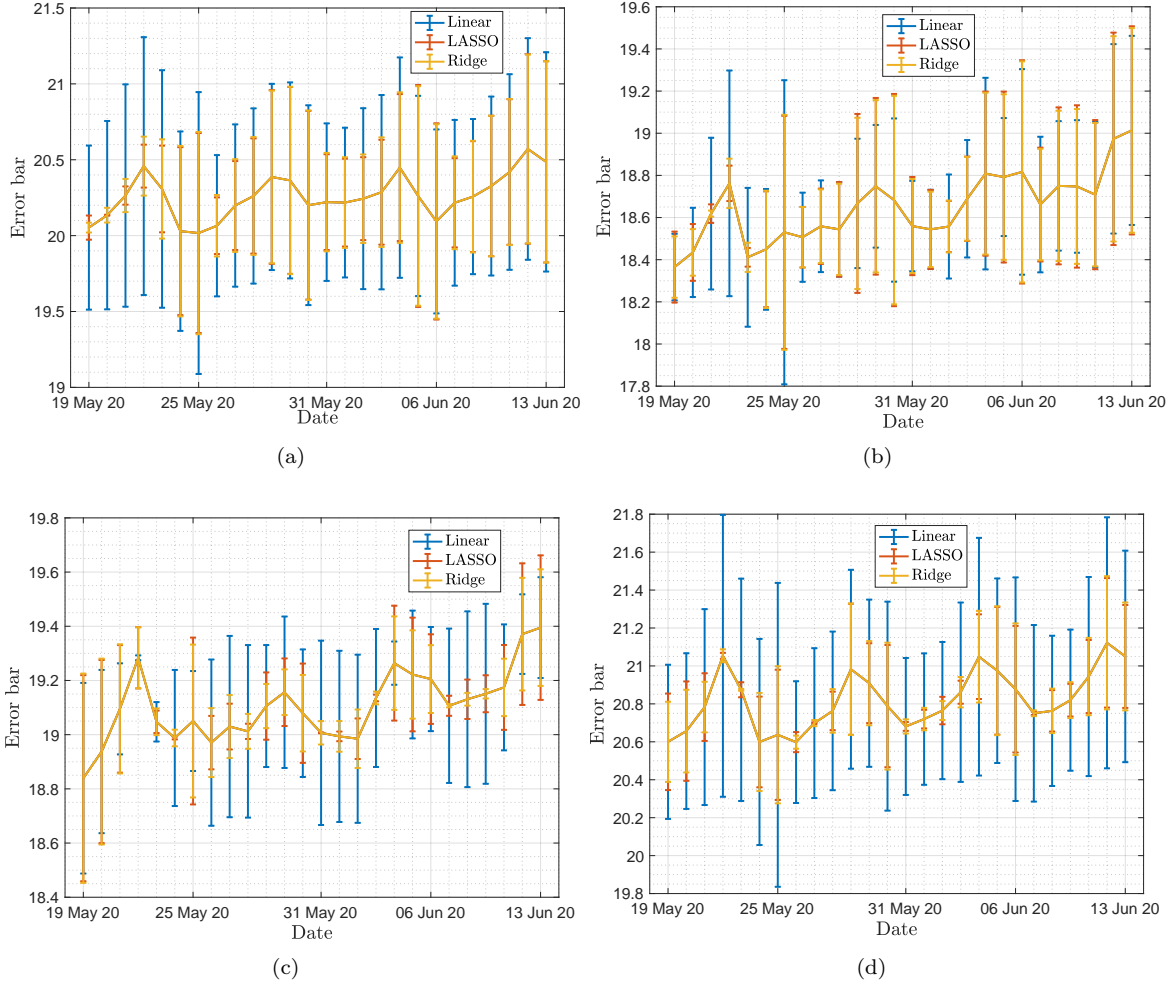 21.5
21
20.5
20
19.5
19
Error bar
Linear
LASSO
Ridge
19 May 20
25 May 20
31 May 20
06 Jun 20
13 Jun 20
Date
(a)
19.6
19.4
19.2
19
18.8
18.6
18.4
18.2
18
17.8
Error bar
Linear
LASSO
Ridge
19 May 20
25 May 20
31 May 20
06 Jun 20
13 Jun 20
Date
(b)
19.8
19.6
19.4
19.2
19
18.8
18.6
18.4
Error bar
Linear
LASSO
Ridge
19 May 20
25 May 20
31 May 20
06 Jun 20
13 Jun 20
Date
(c)
21.8
21.6
21.4
21.2
21
20.8
20.6
20.4
20.2
20
19.8
Error bar
Linear
LASSO
Ridge
19 May 20
25 May 20
31 May 20
06 Jun 20
13 Jun 20
Date
(d)